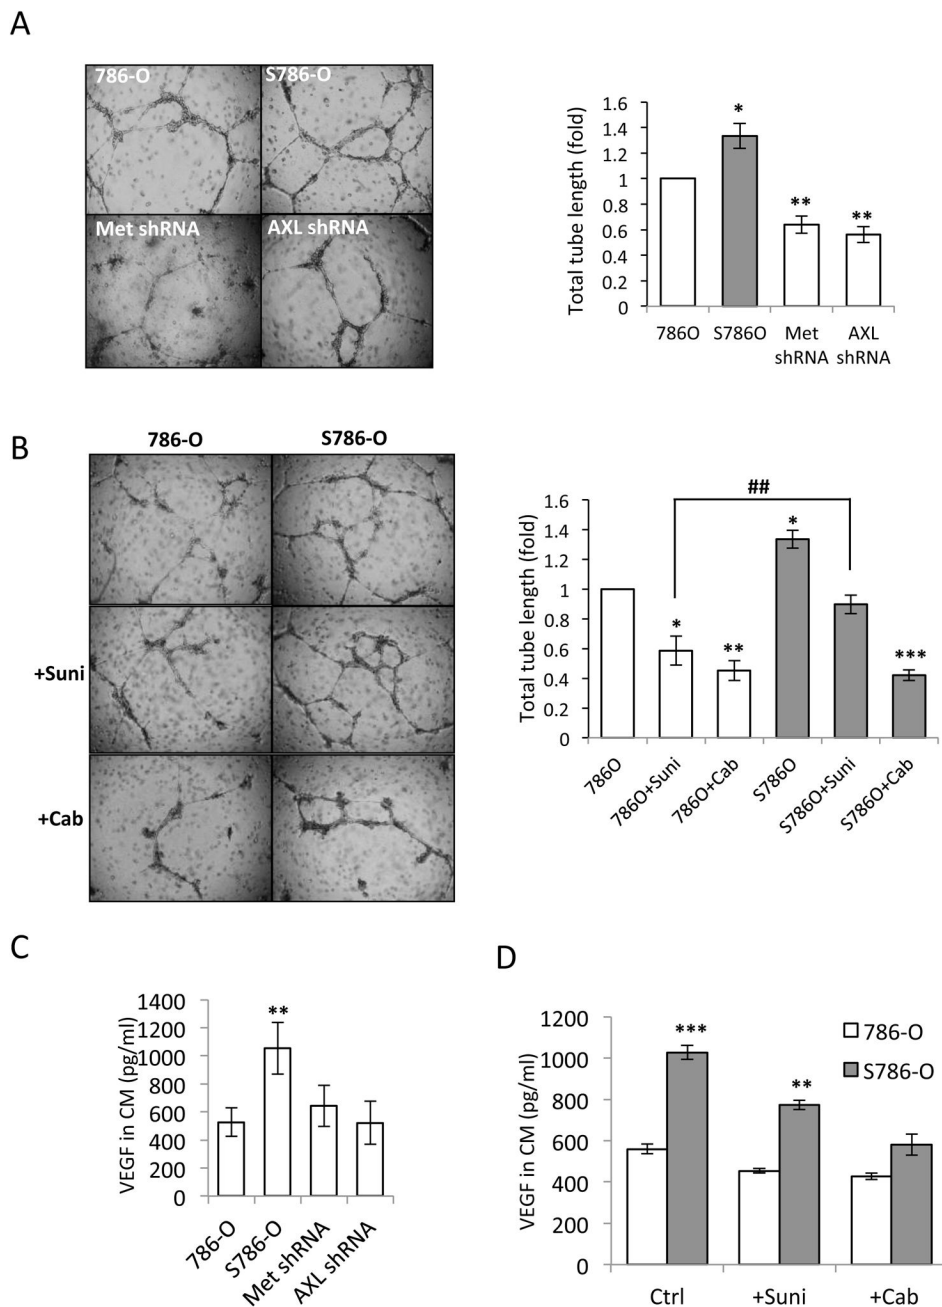 A
786-O
S786-O
Met shRNA
AXL shRNA
Total tube length (fold)
1.6
1.4
1.2
1
0.8
0.6
0.4
0.2
0
*
**
**
786O
S786O
Met shRNA
AXL shRNA
B
786-O
S786-O
+Suni
+Cab
Total tube length (fold)
1.6
1.4
1.2
1
0.8
0.6
0.4
0.2
0
##
*
**
*
***
786O
786O+Suni
786O+Cab
S786O
S786O+Suni
S786O+Cab
C
VEGF in CM (pg/ml)
1400
1200
1000
800
600
400
200
0
**
786-O
S786-O
Met shRNA
AXL shRNA
D
VEGF in CM (pg/ml)
1200
1000
800
600
400
200
0
***
**
786-O
S786-O
Ctrl
+Suni
+Cab